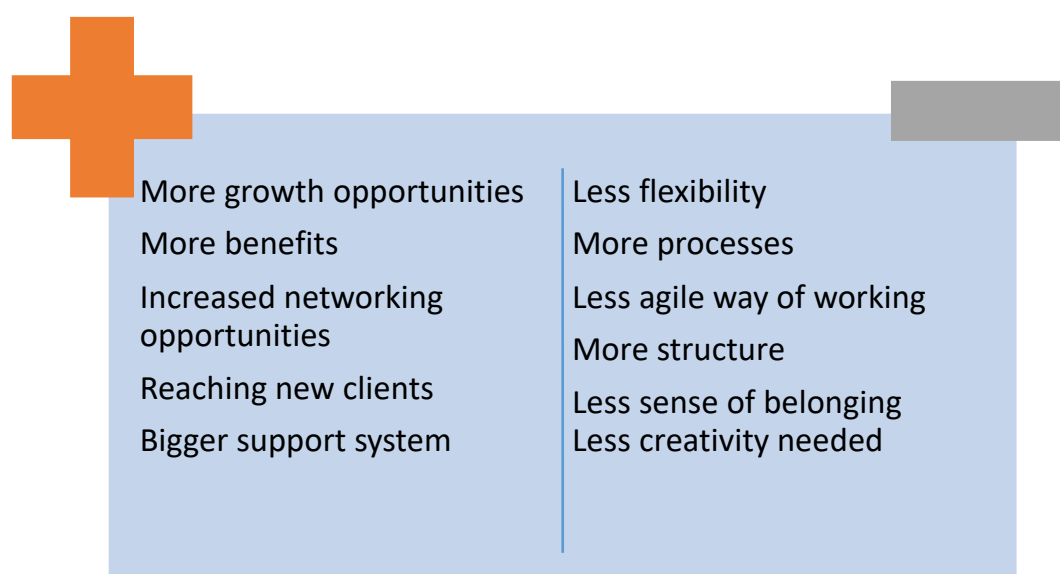 More growth opportunities
More benefits
Increased networking
opportunities
Reaching new clients
Bigger support system
Less flexibility
More processes
Less agile way of working
More structure
Less sense of belonging
Less creativity needed